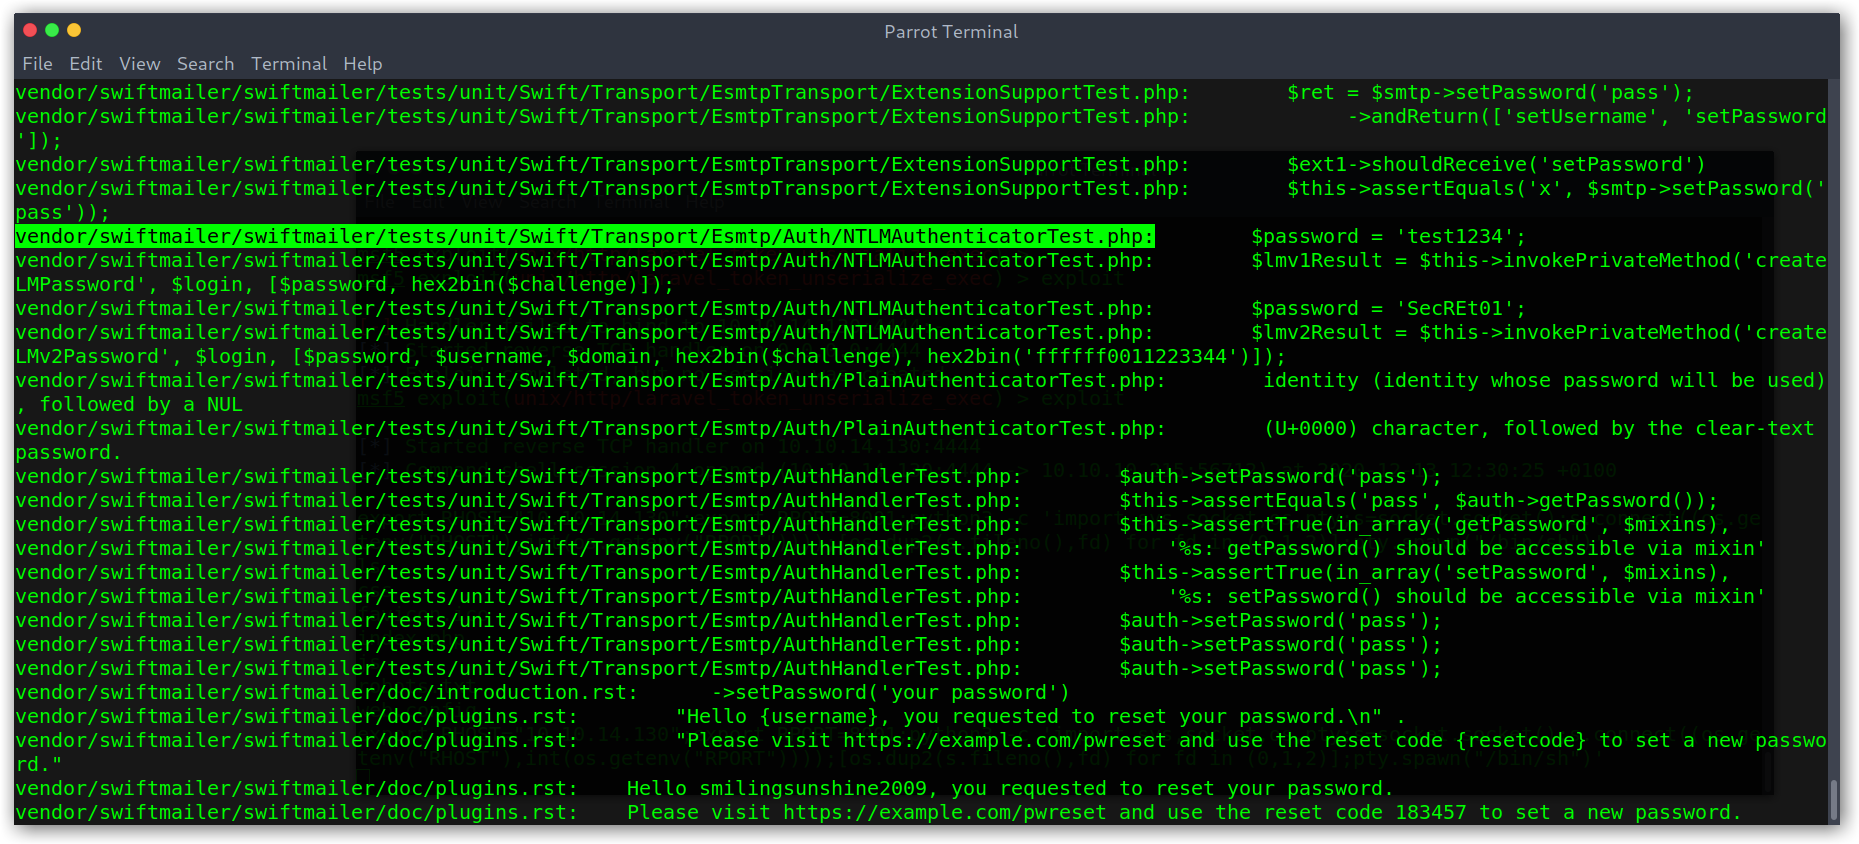 Parrot Terminal
File Edit View Search Terminal Help
vendor/swiftmailer/swiftmailer/tests/unit/Swift/Transport/EsmtpTransport/ExtensionSupportTest.php:        $ret = $smtp->setPassword('pass');
vendor/swiftmailer/swiftmailer/tests/unit/Swift/Transport/EsmtpTransport/ExtensionSupportTest.php:             ->andReturn(['setUsername', 'setPassword
']);
vendor/swiftmailer/swiftmailer/tests/unit/Swift/Transport/EsmtpTransport/ExtensionSupportTest.php:        $ext1->shouldReceive('setPassword')
vendor/swiftmailer/swiftmailer/tests/unit/Swift/Transport/EsmtpTransport/ExtensionSupportTest.php:        $this->assertEquals('x', $smtp->setPassword('
pass'));
vendor/swiftmailer/swiftmailer/tests/unit/Swift/Transport/Esmtp/Auth/NTLMAuthenticatorTest.php:        $password = 'test1234';
vendor/swiftmailer/swiftmailer/tests/unit/Swift/Transport/Esmtp/Auth/NTLMAuthenticatorTest.php:        $lmv1Result = $this->invokePrivateMethod('create
LMPassword', $login, [$password, hex2bin($challenge)]);
vendor/swiftmailer/swiftmailer/tests/unit/Swift/Transport/Esmtp/Auth/NTLMAuthenticatorTest.php:        $password = 'SecREt01';
vendor/swiftmailer/swiftmailer/tests/unit/Swift/Transport/Esmtp/Auth/NTLMAuthenticatorTest.php:        $lmv2Result = $this->invokePrivateMethod('create
LMv2Password', $login, [$password, $username, $domain, hex2bin($challenge), hex2bin('ffffff0011223344')]);
vendor/swiftmailer/swiftmailer/tests/unit/Swift/Transport/Esmtp/Auth/PlainAuthenticatorTest.php:        identity (identity whose password will be used)
, followed by a NUL
vendor/swiftmailer/swiftmailer/tests/unit/Swift/Transport/Esmtp/Auth/PlainAuthenticatorTest.php:        (U+0000) character, followed by the clear-text
password.
vendor/swiftmailer/swiftmailer/tests/unit/Swift/Transport/Esmtp/AuthHandlerTest.php:        $auth->setPassword('pass');
vendor/swiftmailer/swiftmailer/tests/unit/Swift/Transport/Esmtp/AuthHandlerTest.php:        $this->assertEquals('pass', $auth->getPassword());
vendor/swiftmailer/swiftmailer/tests/unit/Swift/Transport/Esmtp/AuthHandlerTest.php:        $this->assertTrue(in_array('getPassword', $mixins),
vendor/swiftmailer/swiftmailer/tests/unit/Swift/Transport/Esmtp/AuthHandlerTest.php:            '%s: getPassword() should be accessible via mixin'
vendor/swiftmailer/swiftmailer/tests/unit/Swift/Transport/Esmtp/AuthHandlerTest.php:        $this->assertTrue(in_array('setPassword', $mixins),
vendor/swiftmailer/swiftmailer/tests/unit/Swift/Transport/Esmtp/AuthHandlerTest.php:            '%s: setPassword() should be accessible via mixin'
vendor/swiftmailer/swiftmailer/tests/unit/Swift/Transport/Esmtp/AuthHandlerTest.php:        $auth->setPassword('pass');
vendor/swiftmailer/swiftmailer/tests/unit/Swift/Transport/Esmtp/AuthHandlerTest.php:        $auth->setPassword('pass');
vendor/swiftmailer/swiftmailer/tests/unit/Swift/Transport/Esmtp/AuthHandlerTest.php:        $auth->setPassword('pass');
vendor/swiftmailer/swiftmailer/doc/introduction.rst:      ->setPassword('your password')
vendor/swiftmailer/swiftmailer/doc/plugins.rst:        "Hello {username}, you requested to reset your password.\n" .
vendor/swiftmailer/swiftmailer/doc/plugins.rst:        "Please visit https://example.com/pwreset and use the reset code {resetcode} to set a new passwo
rd."
vendor/swiftmailer/swiftmailer/doc/plugins.rst:    Hello smilingsunshine2009, you requested to reset your password.
vendor/swiftmailer/swiftmailer/doc/plugins.rst:    Please visit https://example.com/pwreset and use the reset code 183457 to set a new password.